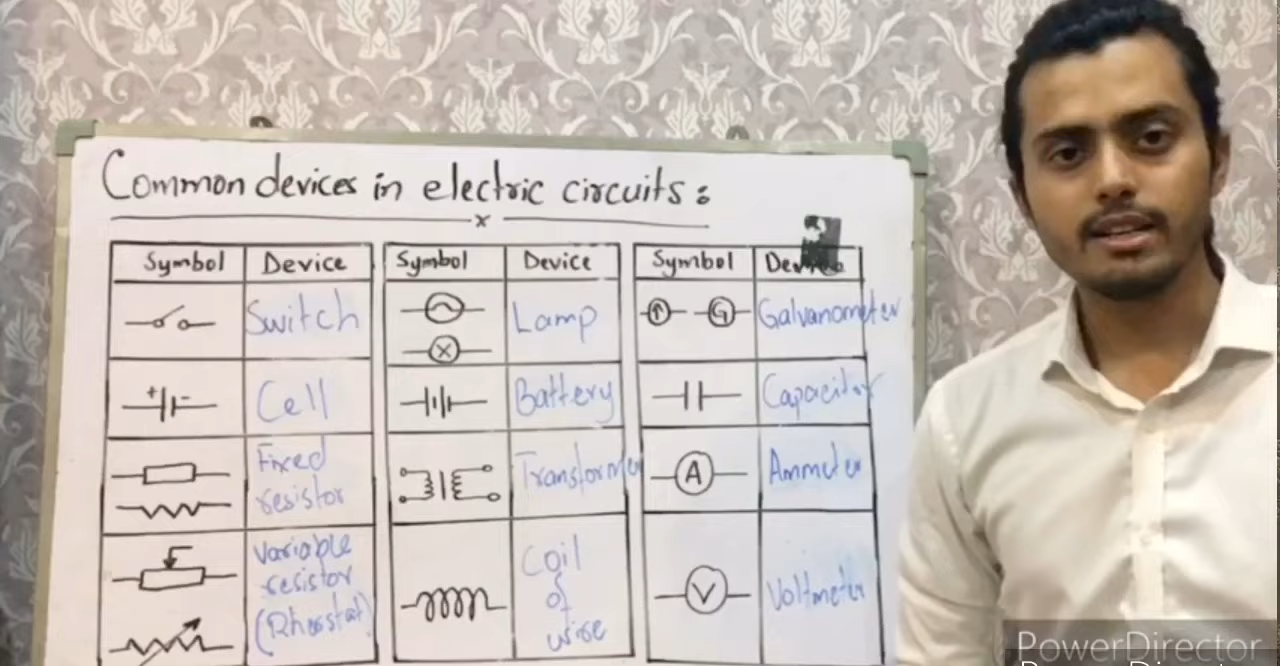 Common devices in electric circuits:
x
Symbol Device Symbol Device Symbol Device
Switch Lamp G Galvanometer
+ - Cell Battery Capacitor
Fixed
resistor
Transformer A Ammeter
Variable
resistor
(Rheostat)
Coil
of
wire
V Voltmeter
PowerDirector